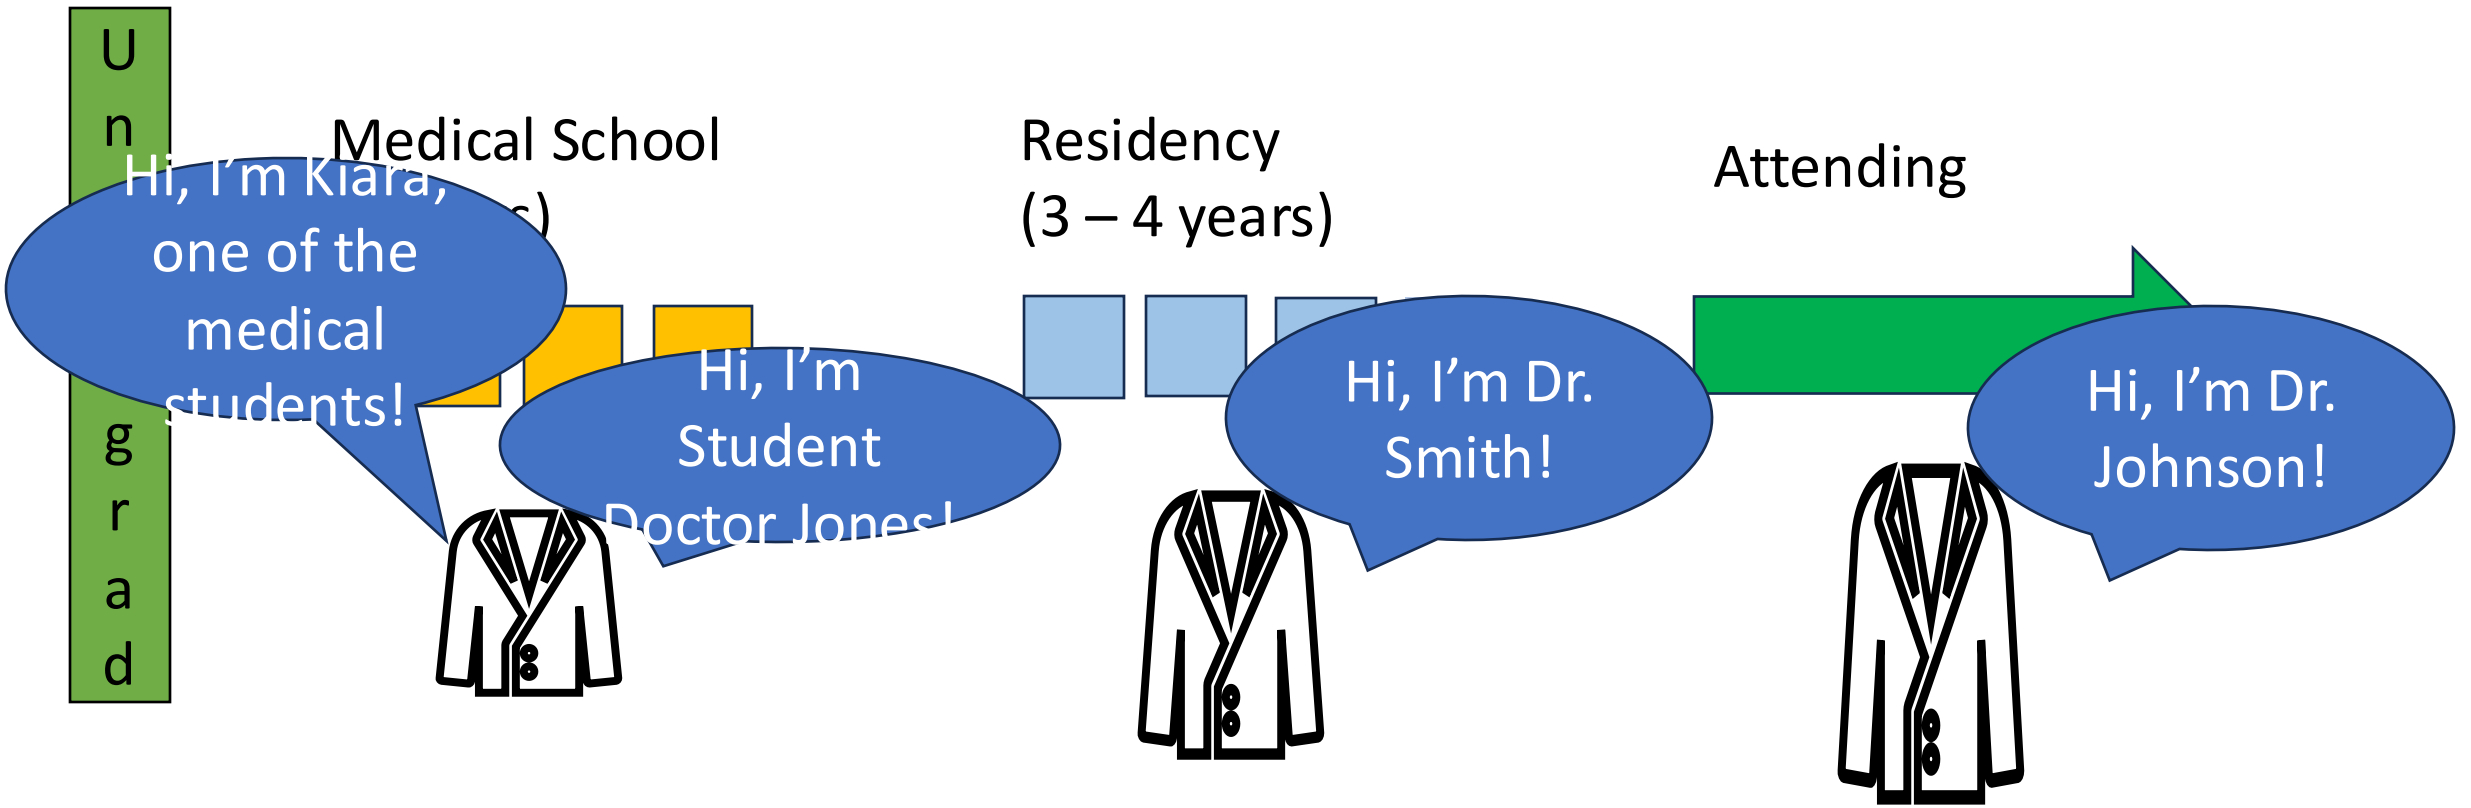 U
n
g
r
a
d
Medical School
s)
Hi, I’m Kiara,
one of the
medical
students!
Hi, I’m
Student
Doctor Jones!
Residency
(3 – 4 years)
Hi, I’m Dr.
Smith!
Attending
Hi, I’m Dr.
Johnson!